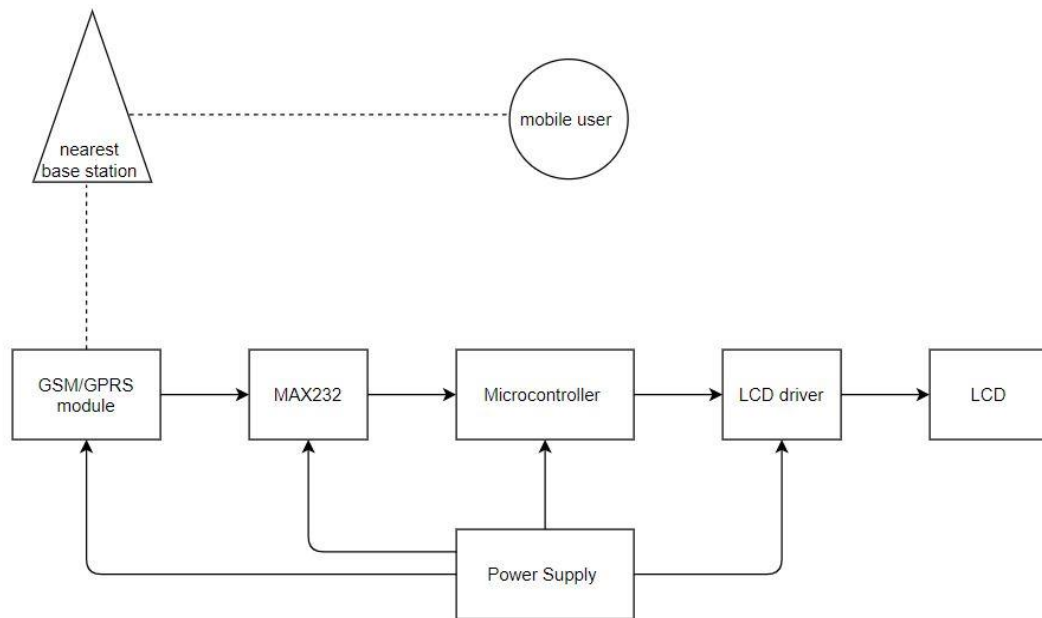 nearest
base station
mobile user
GSM/GPRS
module
MAX232
Microcontroller
LCD driver
LCD
Power Supply